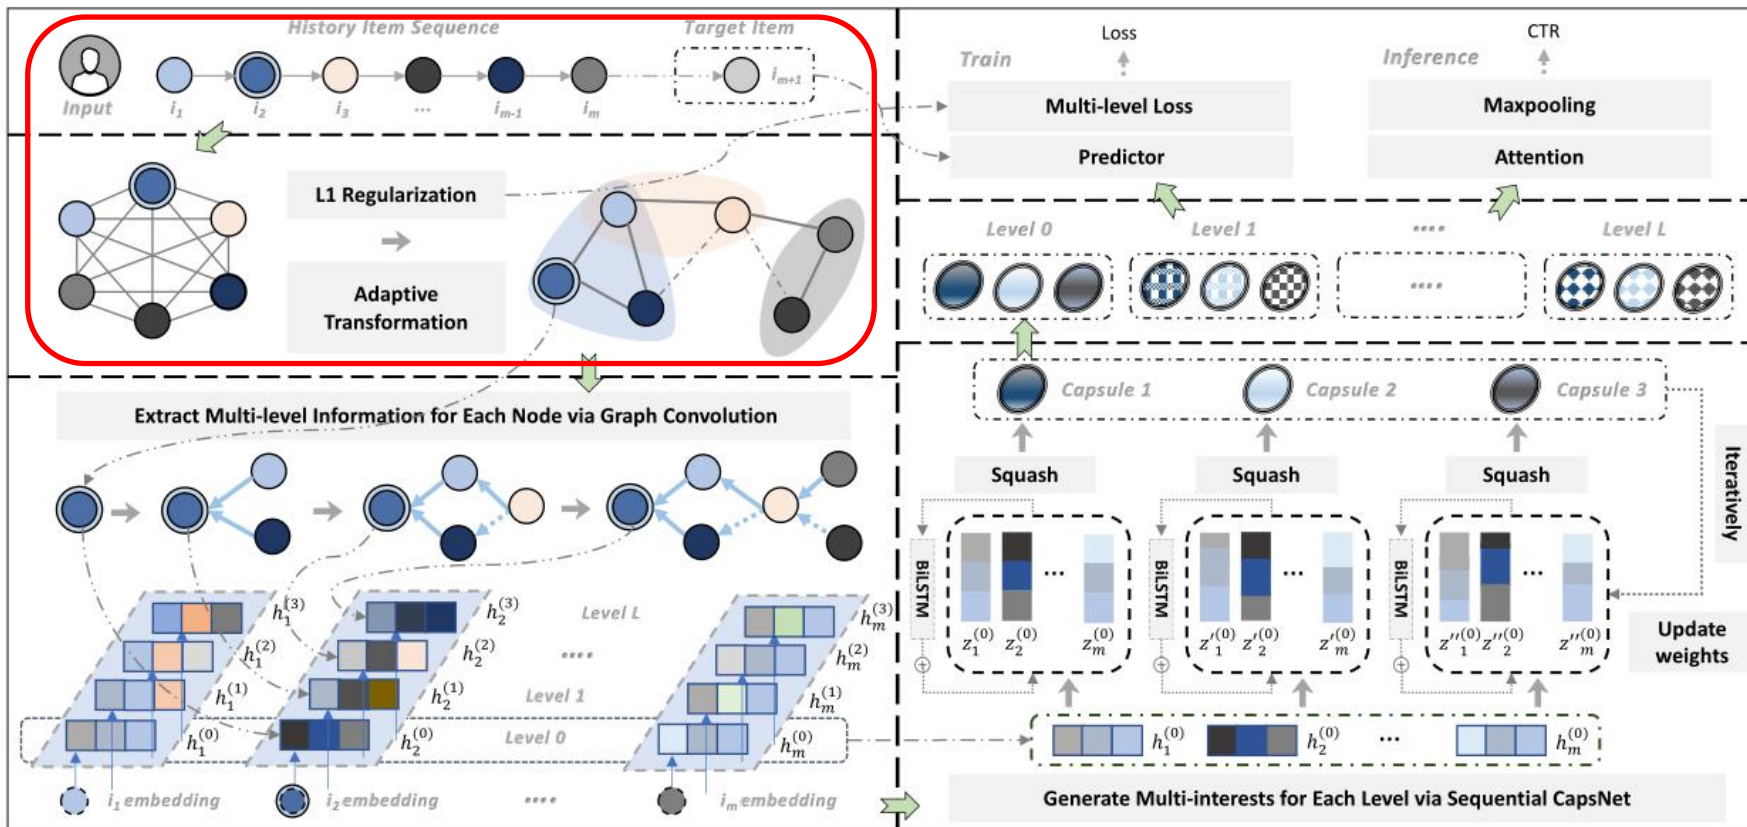 History Item Sequence
Target Item
Input
i₁
i₂
i₃
...
iₘ₋₁
iₘ
iₘ₊₁
L1 Regularization
Adaptive
Transformation
Extract Multi-level Information for Each Node via Graph Convolution
h₁⁽³⁾
h₁⁽²⁾
h₁⁽¹⁾
h₁⁽⁰⁾
h₂⁽³⁾
h₂⁽²⁾
h₂⁽¹⁾
h₂⁽⁰⁾
Level L
....
Level 1
Level 0
hₘ⁽³⁾
hₘ⁽²⁾
hₘ⁽¹⁾
hₘ⁽⁰⁾
i₁ embedding
i₂ embedding
....
iₘ embedding
Train
Loss
Multi-level Loss
Predictor
Inference
CTR
Maxpooling
Attention
Level 0
Level 1
....
Level L
....
Capsule 1
Capsule 2
Capsule 3
Squash
Squash
Squash
Iteratively
BiLSTM
...
z₁⁽⁰⁾
z₂⁽⁰⁾
zₘ⁽⁰⁾
BiLSTM
...
z'₁⁽⁰⁾
z'₂⁽⁰⁾
z'ₘ⁽⁰⁾
BiLSTM
...
z''₁⁽⁰⁾
z''₂⁽⁰⁾
z''ₘ⁽⁰⁾
Update
weights
h₁⁽⁰⁾
h₂⁽⁰⁾
...
hₘ⁽⁰⁾
Generate Multi-interests for Each Level via Sequential CapsNet